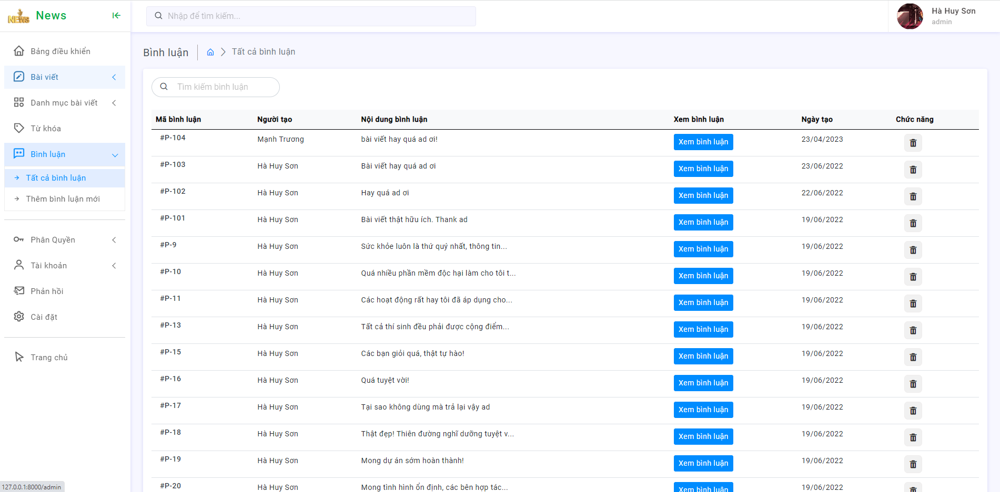 NEWS News
Nhập để tìm kiếm...
Hà Huy Sơn
admin
Bảng điều khiển
Bài viết
Danh mục bài viết
Từ khóa
Bình luận
Tất cả bình luận
Thêm bình luận mới
Phân Quyền
Tài khoản
Phản hồi
Cài đặt
Trang chủ
Bình luận Tất cả bình luận
Tìm kiếm bình luận
Mã bình luận Người tạo Nội dung bình luận Xem bình luận Ngày tạo Chức năng
#P-104 Mạnh Trương bài viết hay quá ad ơi! Xem bình luận 23/04/2023
#P-103 Hà Huy Sơn Bài viết hay quá ad ơi Xem bình luận 23/06/2022
#P-102 Hà Huy Sơn Hay quá ad ơi Xem bình luận 22/06/2022
#P-101 Hà Huy Sơn Bài viết thật hữu ích. Thank ad Xem bình luận 19/06/2022
#P-9 Hà Huy Sơn Sức khỏe luôn là thứ quý nhất, thông tin... Xem bình luận 19/06/2022
#P-10 Hà Huy Sơn Quá nhiều phần mềm độc hại làm cho tôi t... Xem bình luận 19/06/2022
#P-11 Hà Huy Sơn Các hoạt động rất hay tôi đã áp dụng cho... Xem bình luận 19/06/2022
#P-13 Hà Huy Sơn Tất cả thí sinh đều phải được cộng điểm... Xem bình luận 19/06/2022
#P-15 Hà Huy Sơn Các bạn giỏi quá, thật tự hào! Xem bình luận 19/06/2022
#P-16 Hà Huy Sơn Quá tuyệt vời! Xem bình luận 19/06/2022
#P-17 Hà Huy Sơn Tại sao không dùng mà trả lại vậy ad Xem bình luận 19/06/2022
#P-18 Hà Huy Sơn Thật đẹp! Thiên đường nghĩ dưỡng tuyệt v... Xem bình luận 19/06/2022
#P-19 Hà Huy Sơn Mong dự án sớm hoàn thành! Xem bình luận 19/06/2022
#P-20 Hà Huy Sơn Mong tình hình ổn định, các bên hợp tác... Xem bình luận 19/06/2022
127.0.0.1:8000/admin